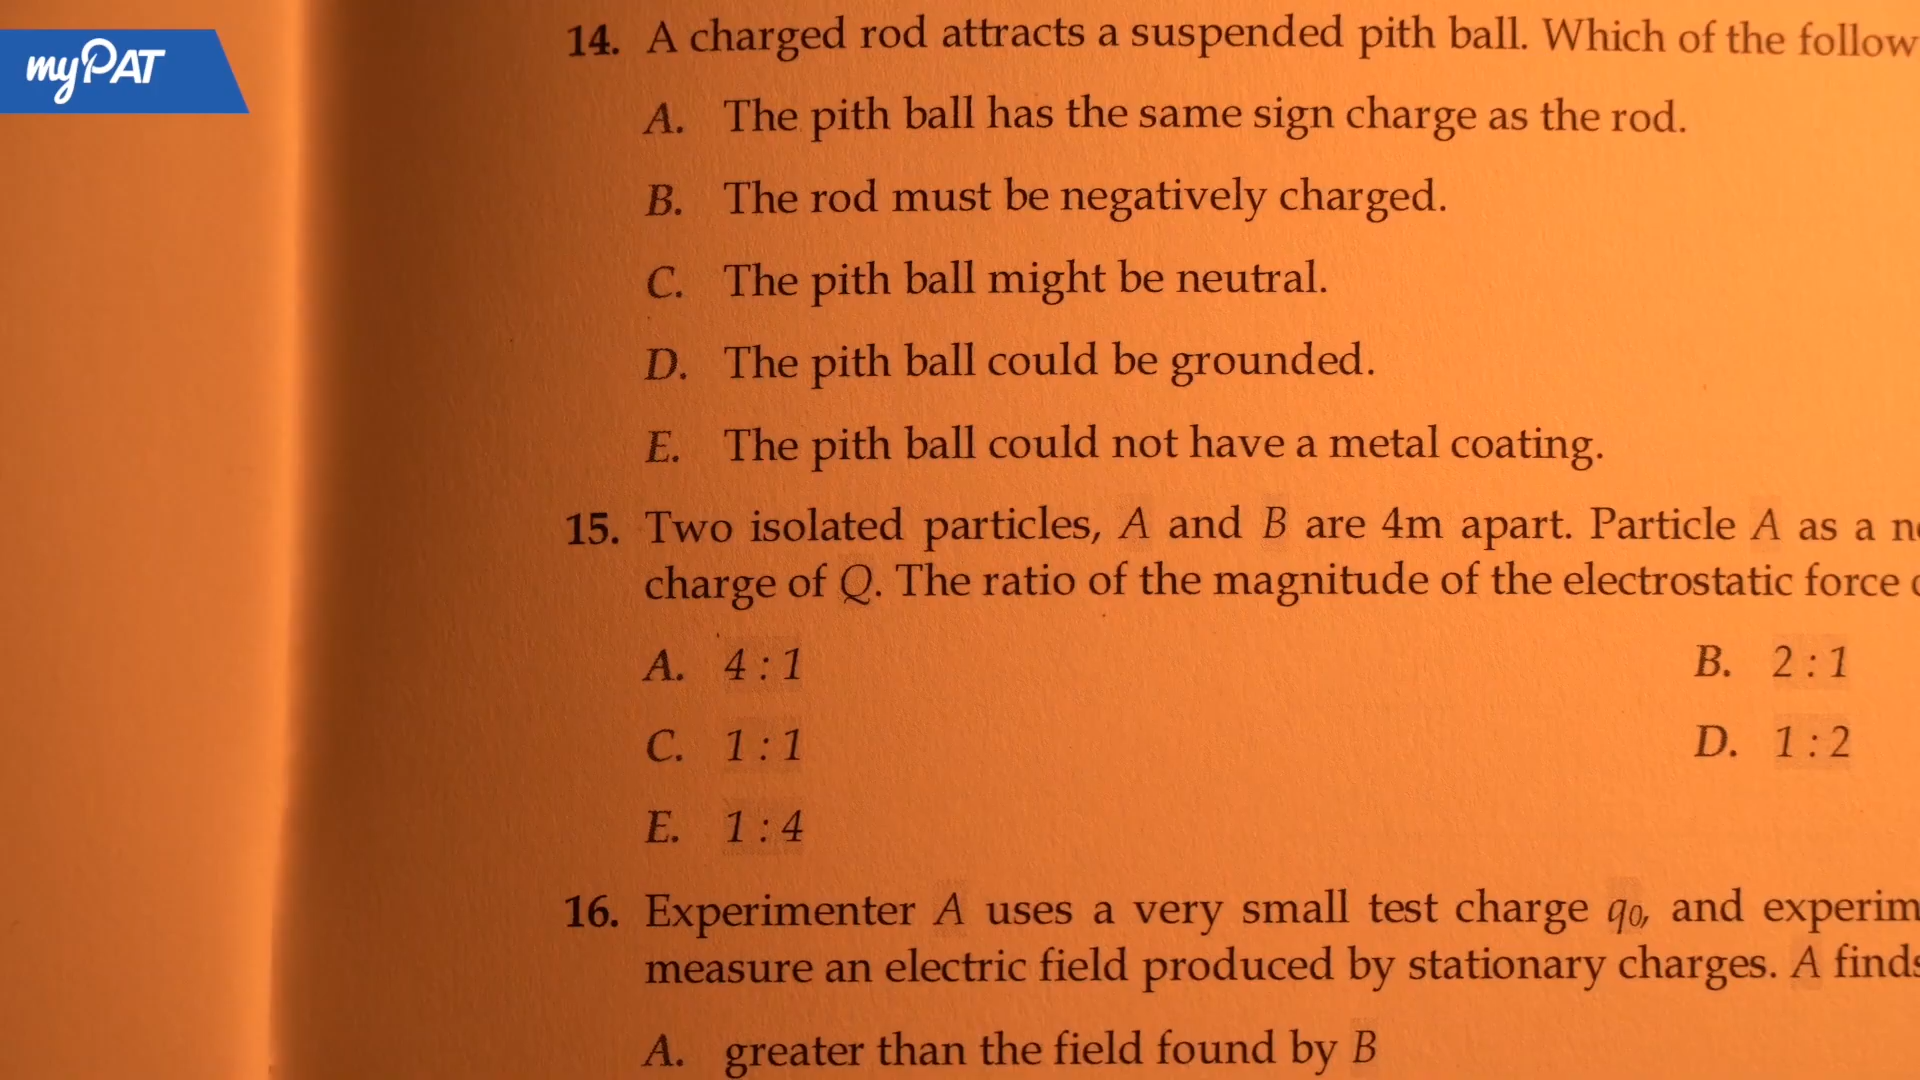 myPAT
14. A charged rod attracts a suspended pith ball. Which of the follow
A. The pith ball has the same sign charge as the rod.
B. The rod must be negatively charged.
C. The pith ball might be neutral.
D. The pith ball could be grounded.
E. The pith ball could not have a metal coating.
15. Two isolated particles, A and B are 4m apart. Particle A as a n
charge of Q. The ratio of the magnitude of the electrostatic force
A. 4 : 1 B. 2 : 1
C. 1 : 1 D. 1 : 2
E. 1 : 4
16. Experimenter A uses a very small test charge q0, and experim
measure an electric field produced by stationary charges. A finds
A. greater than the field found by B